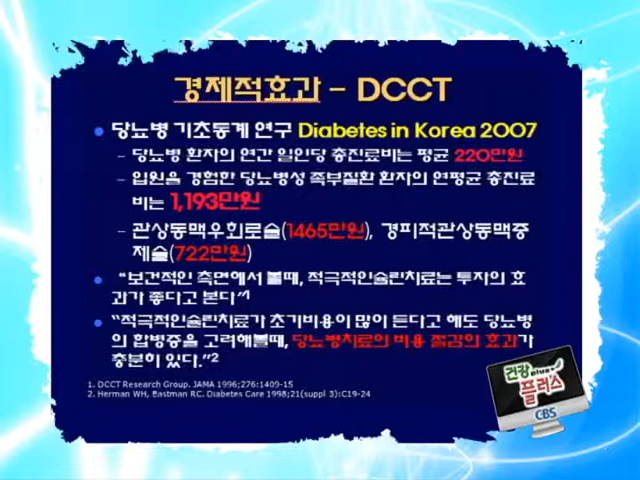 경제적효과 – DCCT
• 당뇨병 기초통계 연구 Diabetes in Korea 2007
– 당뇨병 환자의 연간 일인당 총진료비는 평균 220만원
– 입원을 경험한 당뇨병성 족부질환 환자의 연평균 총진료
비는 1,193만원
– 관상동맥우회로술(1465만원), 경피적관상동맥중
재술(722만원)
• “보건적인 측면에서 볼때, 적극적인슐린치료는 투자의 효
과가 좋다고 본다”1
• “적극적인슐린치료가 초기비용이 많이 든다고 해도 당뇨병
의 합병증을 고려해볼때, 당뇨병치료의 비용 절감의 효과가
충분히 있다.”2
1. DCCT Research Group. JAMA 1996;276:1409-15
2. Herman WH, Eastman RC. Diabetes Care 1998;21(suppl 3):C19-24
건강plus+
플러스
CBS